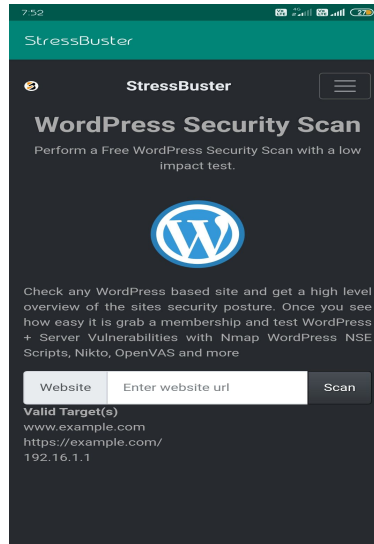 7:52
4G
27
StressBuster
StressBuster
WordPress Security Scan
Perform a Free WordPress Security Scan with a low
impact test.
W
Check any WordPress based site and get a high level
overview of the sites security posture. Once you see
how easy it is grab a membership and test WordPress
+ Server Vulnerabilities with Nmap WordPress NSE
Scripts, Nikto, OpenVAS and more
Website Enter website url Scan
Valid Target(s)
www.example.com
https://example.com/
192.16.1.1